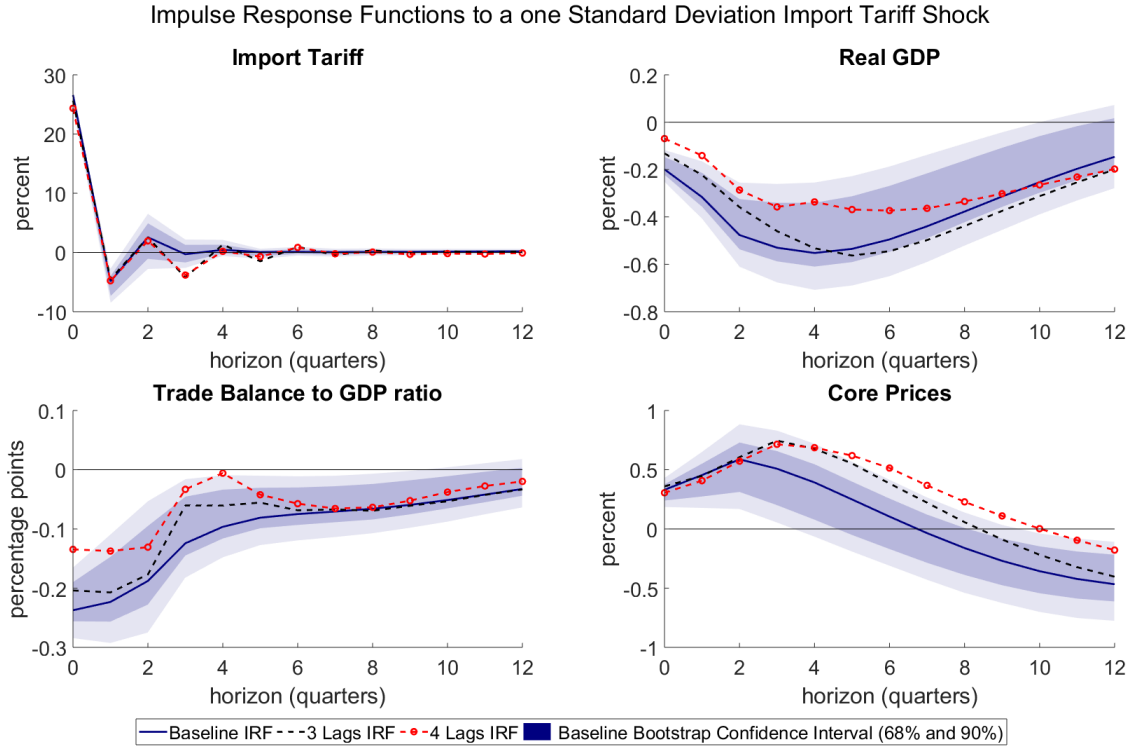 Impulse Response Functions to a one Standard Deviation Import Tariff Shock
Import Tariff
30
20
10
0
-10
percent
0 2 4 6 8 10 12
horizon (quarters)
Real GDP
0.2
0
-0.2
-0.4
-0.6
-0.8
percent
0 2 4 6 8 10 12
horizon (quarters)
Trade Balance to GDP ratio
0.1
0
-0.1
-0.2
-0.3
percentage points
0 2 4 6 8 10 12
horizon (quarters)
Core Prices
1
0.5
0
-0.5
-1
percent
0 2 4 6 8 10 12
horizon (quarters)
Baseline IRF 3 Lags IRF 4 Lags IRF Baseline Bootstrap Confidence Interval (68% and 90%)